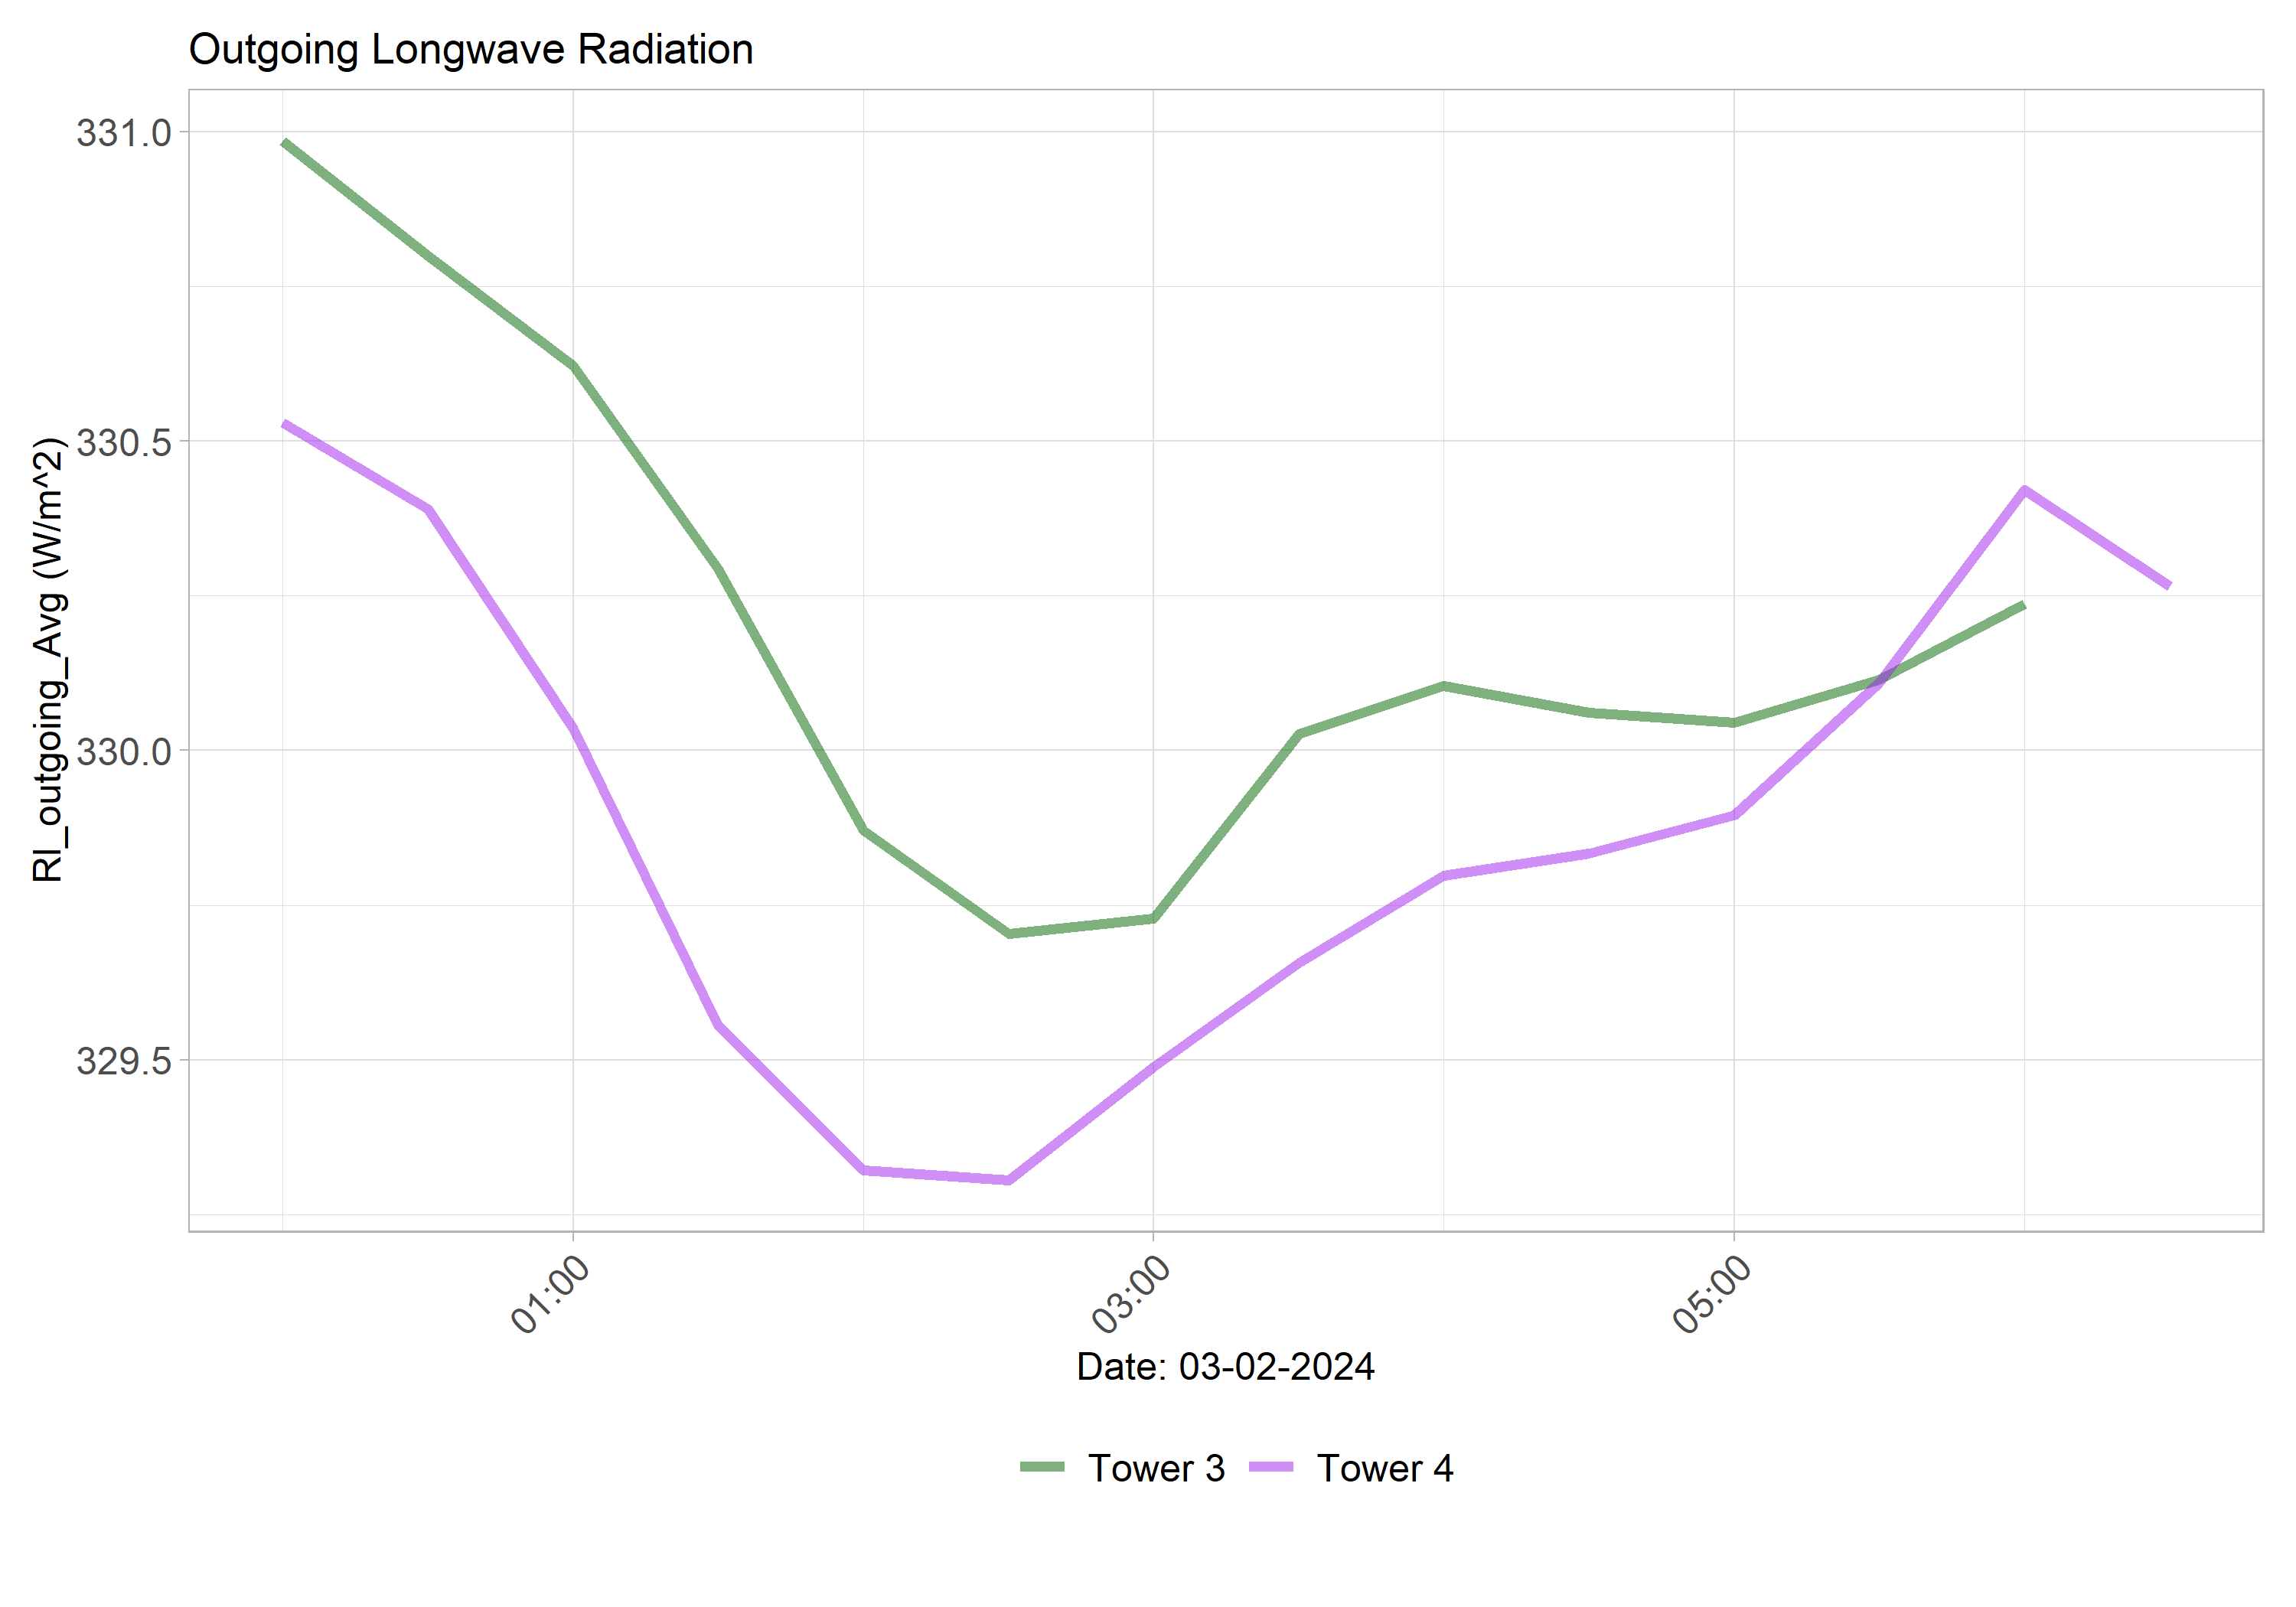 Outgoing Longwave Radiation
Rl_outgoing_Avg (W/m^2)
331.0
330.5
330.0
329.5
01:00
03:00
05:00
Date: 03-02-2024
Tower 3
Tower 4